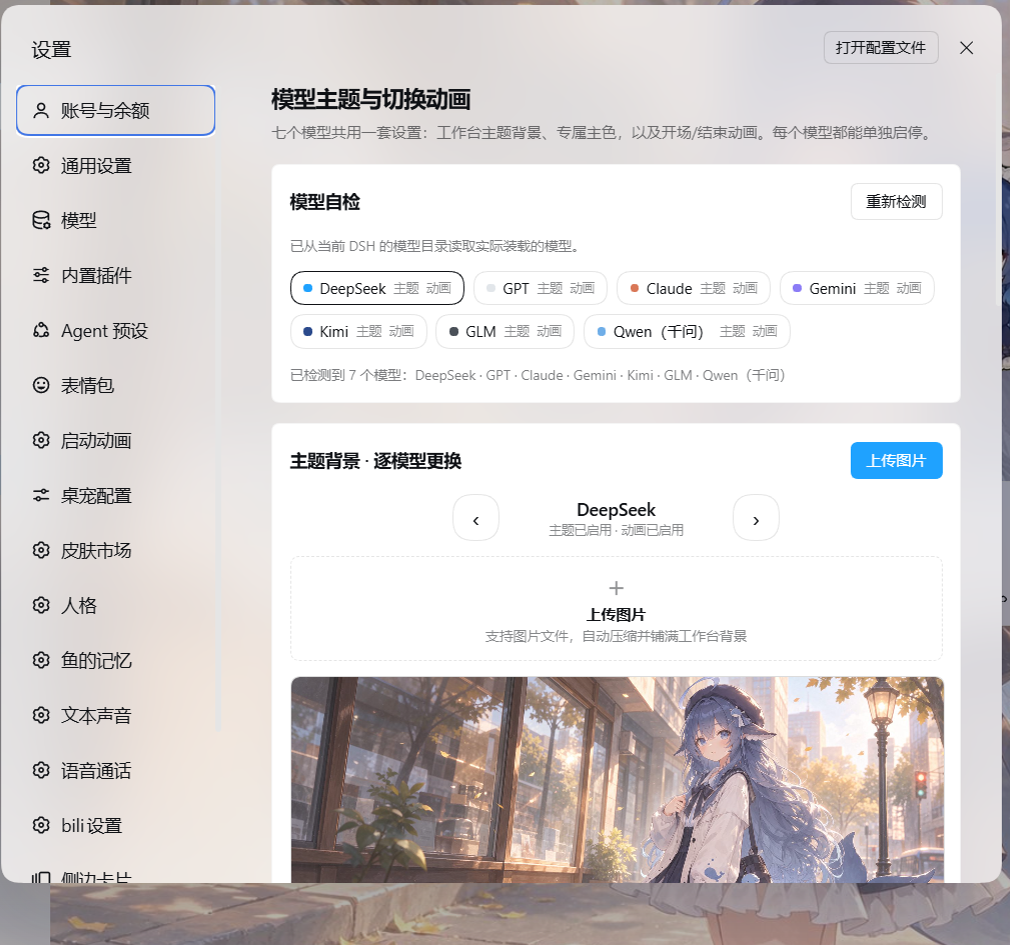 设置
打开配置文件
账号与余额
通用设置
模型
内置插件
Agent 预设
表情包
启动动画
桌宠配置
皮肤市场
人格
鱼的记忆
文本声音
语音通话
bili设置
侧边卡片
模型主题与切换动画
七个模型共用一套设置：工作台主题背景、专属主色，以及开场/结束动画。每个模型都能单独启停。
模型自检
重新检测
已从当前 DSH 的模型目录读取实际装载的模型。
DeepSeek 主题 动画 GPT 主题 动画 Claude 主题 动画 Gemini 主题 动画
Kimi 主题 动画 GLM 主题 动画 Qwen（千问） 主题 动画
已检测到 7 个模型：DeepSeek · GPT · Claude · Gemini · Kimi · GLM · Qwen（千问）
主题背景 · 逐模型更换
上传图片
DeepSeek
主题已启用 · 动画已启用
上传图片
支持图片文件，自动压缩并铺满工作台背景